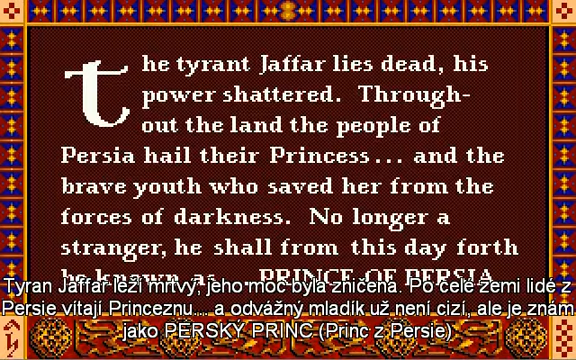 the tyrant Jaffar lies dead, his
power shattered. Through-
out the land the people of
Persia hail their Princess... and the
brave youth who saved her from the
forces of darkness. No longer a
stranger, he shall from this day forth
be known as... PRINCE OF PERSIA
Tyran Jaffar leží mrtvý, jeho moc byla zničena. Po celé zemi lidé z
Persie vítají Princeznu... a odvážný mladík už není cizí, ale je znám
jako PERSKÝ PRINC (Princ z Persie)